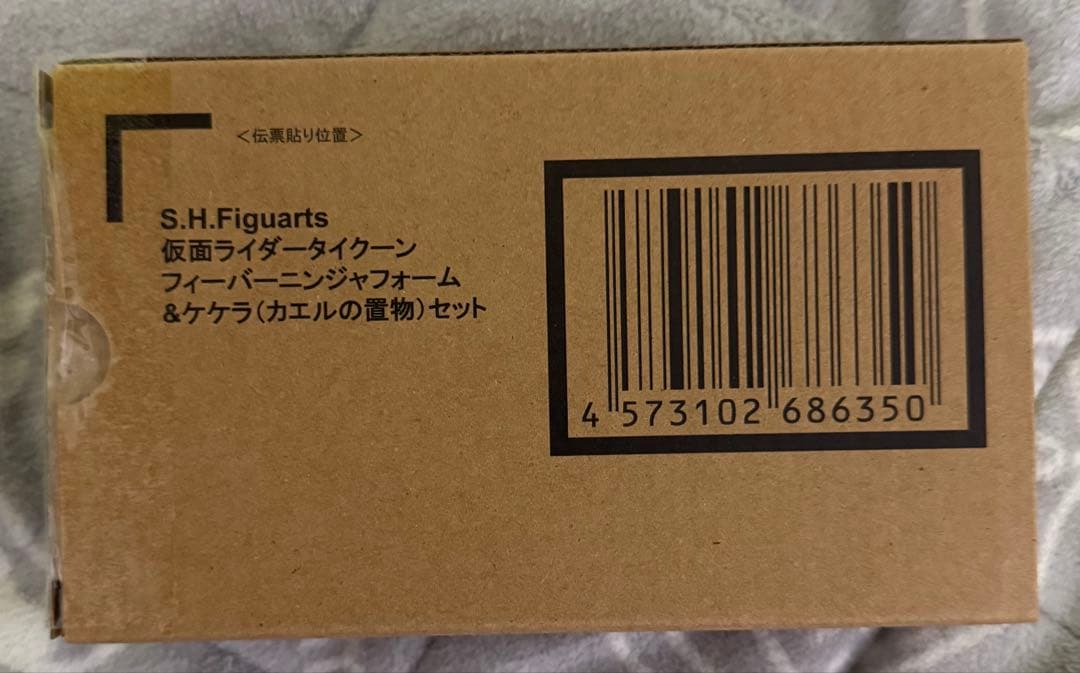 ＜伝票貼り位置＞
S.H.Figuarts
仮面ライダータイクーン
フィーバーニンジャフォーム
&ケケラ（カエルの置物）セット
4 573102 686350